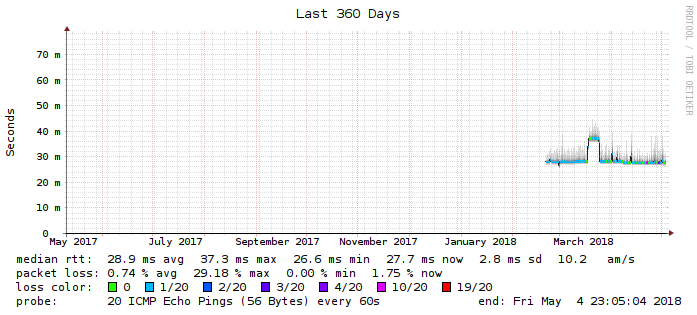 Last 360 Days
RRDTOOL / TOBI OETIKER
Seconds
70 m
60 m
50 m
40 m
30 m
20 m
10 m
0
May 2017 July 2017 September 2017 November 2017 January 2018 March 2018
median rtt: 28.9 ms avg 37.3 ms max 26.6 ms min 27.7 ms now 2.8 ms sd 10.2 am/s
packet loss: 0.74 % avg 29.18 % max 0.00 % min 1.75 % now
loss color: 0 1/20 2/20 3/20 4/20 10/20 19/20
probe: 20 ICMP Echo Pings (56 Bytes) every 60s end: Fri May 4 23:05:04 2018